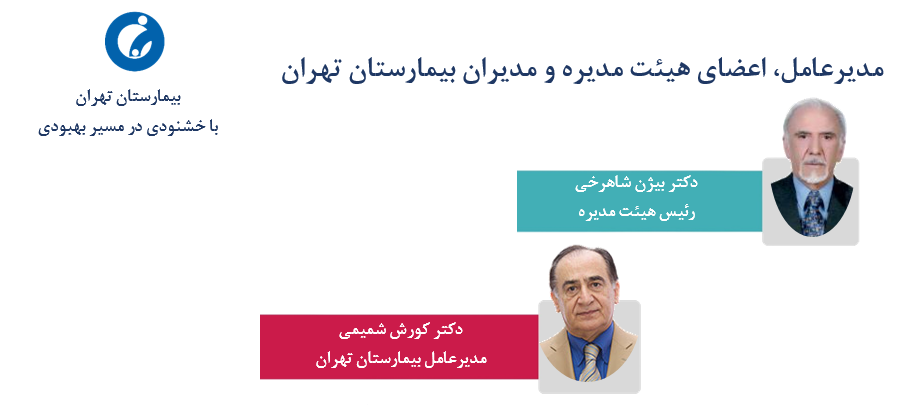 مدیرعامل، اعضای هیئت مدیره و مدیران بیمارستان تهران
بیمارستان تهران
با خشنودی در مسیر بهبودی
دکتر بیژن شاهرخی
رئیس هیئت مدیره
دکتر کورش شمیمی
مدیرعامل بیمارستان تهران